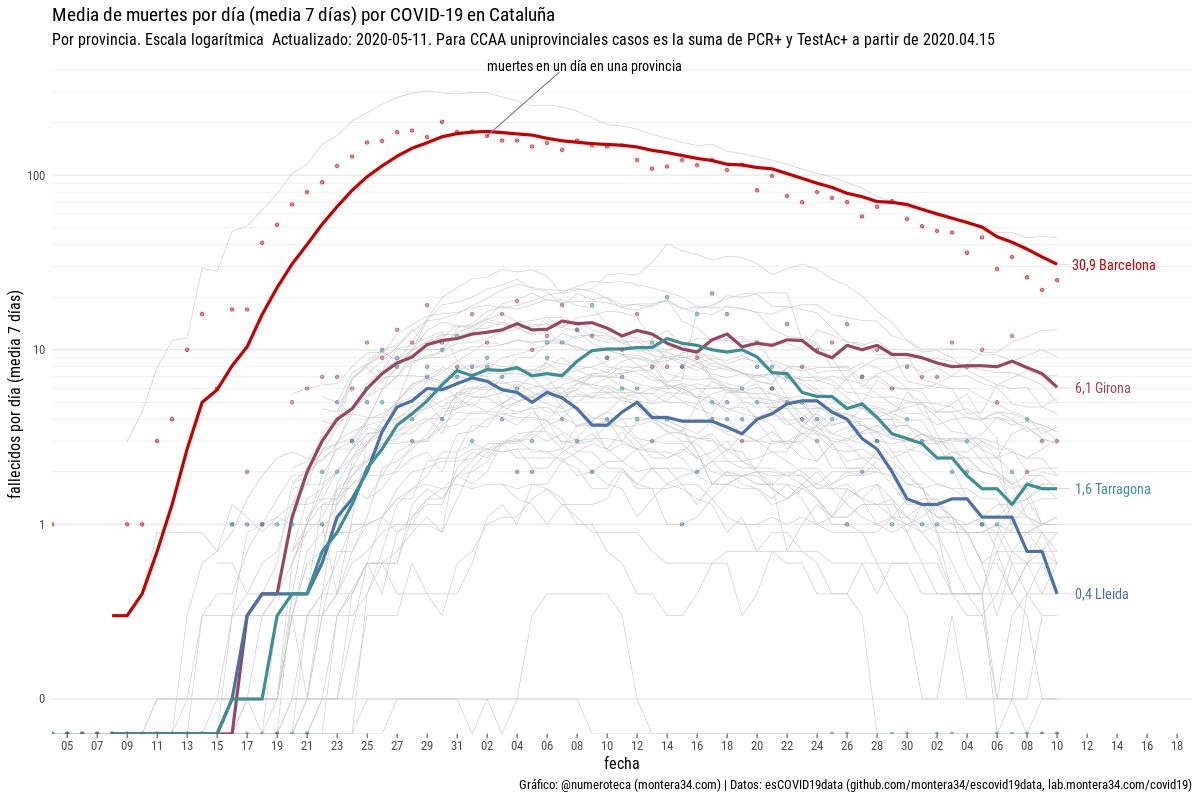 Media de muertes por día (media 7 días) por COVID-19 en Cataluña
Por provincia. Escala logarítmica  Actualizado: 2020-05-11. Para CCAA uniprovinciales casos es la suma de PCR+ y TestAc+ a partir de 2020.04.15
muertes en un día en una provincia
fallecidos por día (media  7 días)
100
10
1
0
30,9 Barcelona
6,1 Girona
1,6 Tarragona
0,4 Lleida
05 07 09 11 13 15 17 19 21 23 25 27 29 31 02 04 06 08 10 12 14 16 18 20 22 24 26 28 30 02 04 06 08 10 12 14 16 18
fecha
Gráfico: @numeroteca (montera34.com) | Datos: esCOVID19data (github.com/montera34/escovid19data, lab.montera34.com/covid19)